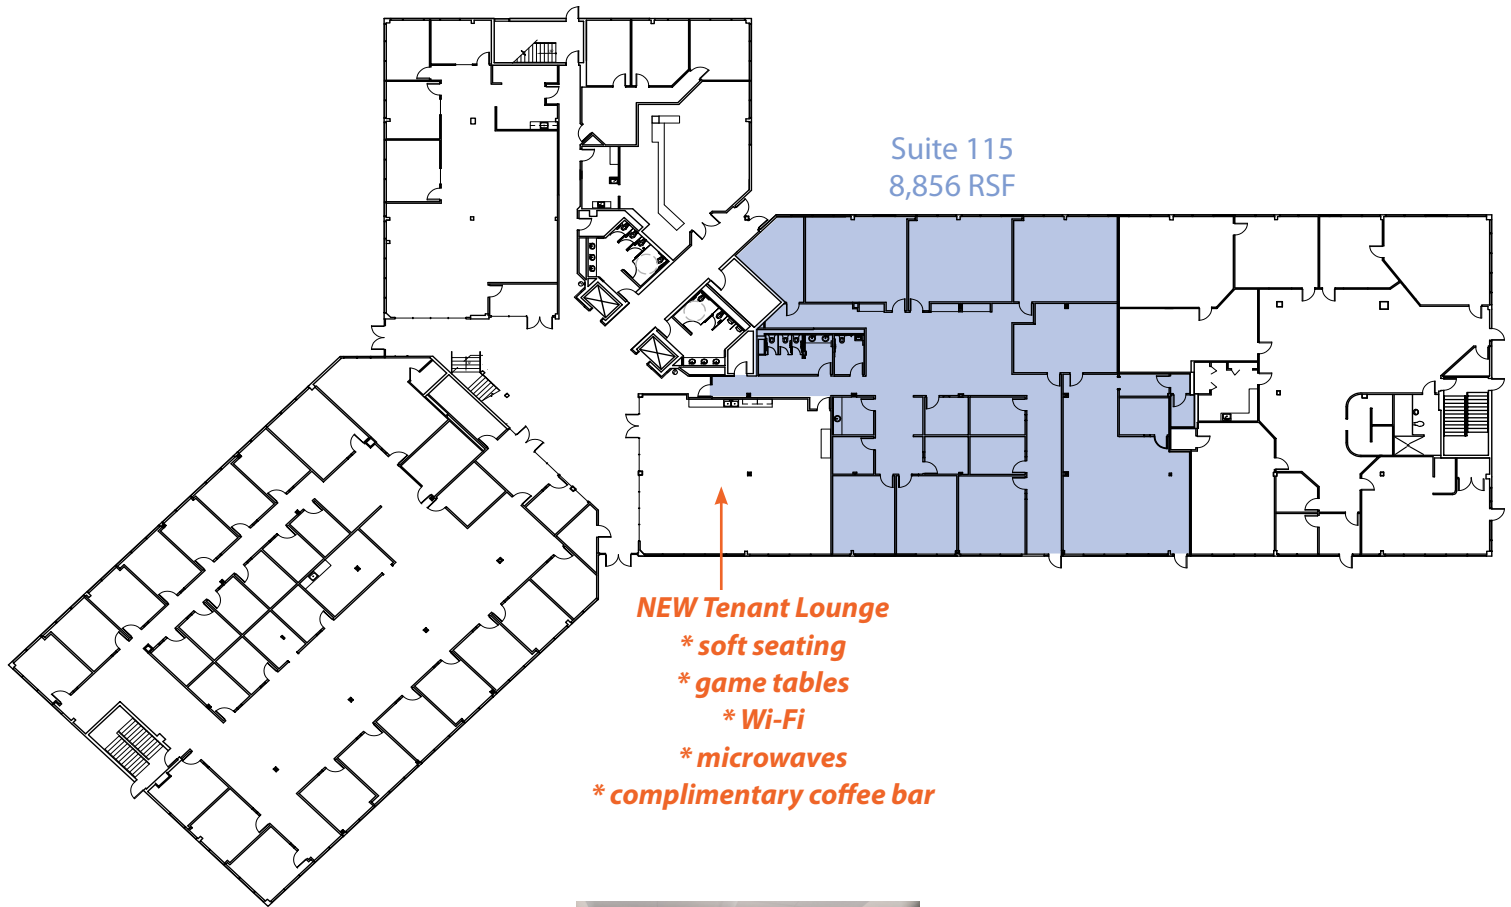 Suite 115
8,856 RSF
NEW Tenant Lounge
* soft seating
* game tables
* Wi-Fi
* microwaves
* complimentary coffee bar